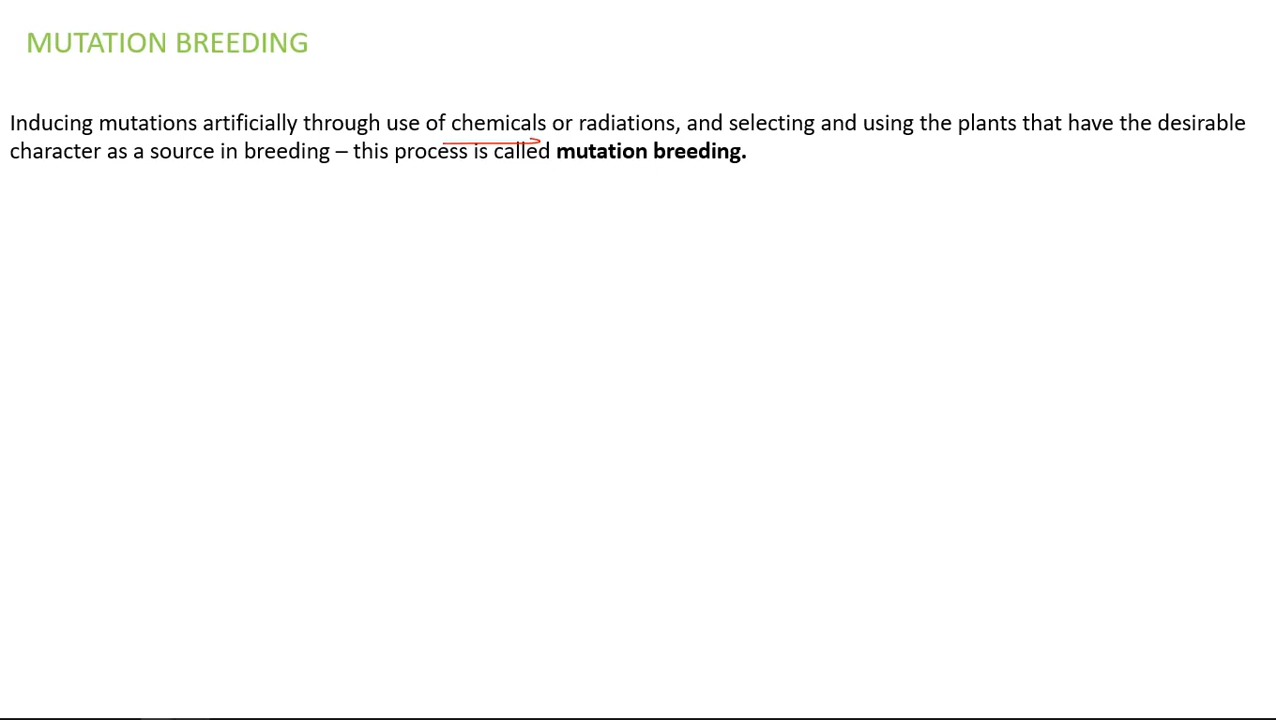 MUTATION BREEDING
Inducing mutations artificially through use of chemicals or radiations, and selecting and using the plants that have the desirable
character as a source in breeding – this process is called mutation breeding.